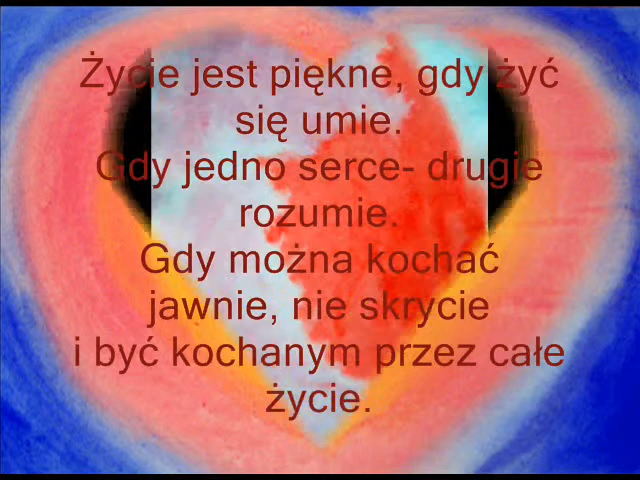 Życie jest piękne, gdy żyć
się umie.
Gdy jedno serce- drugie
rozumie.
Gdy można kochać
jawnie, nie skrycie
i być kochanym przez całe
życie.